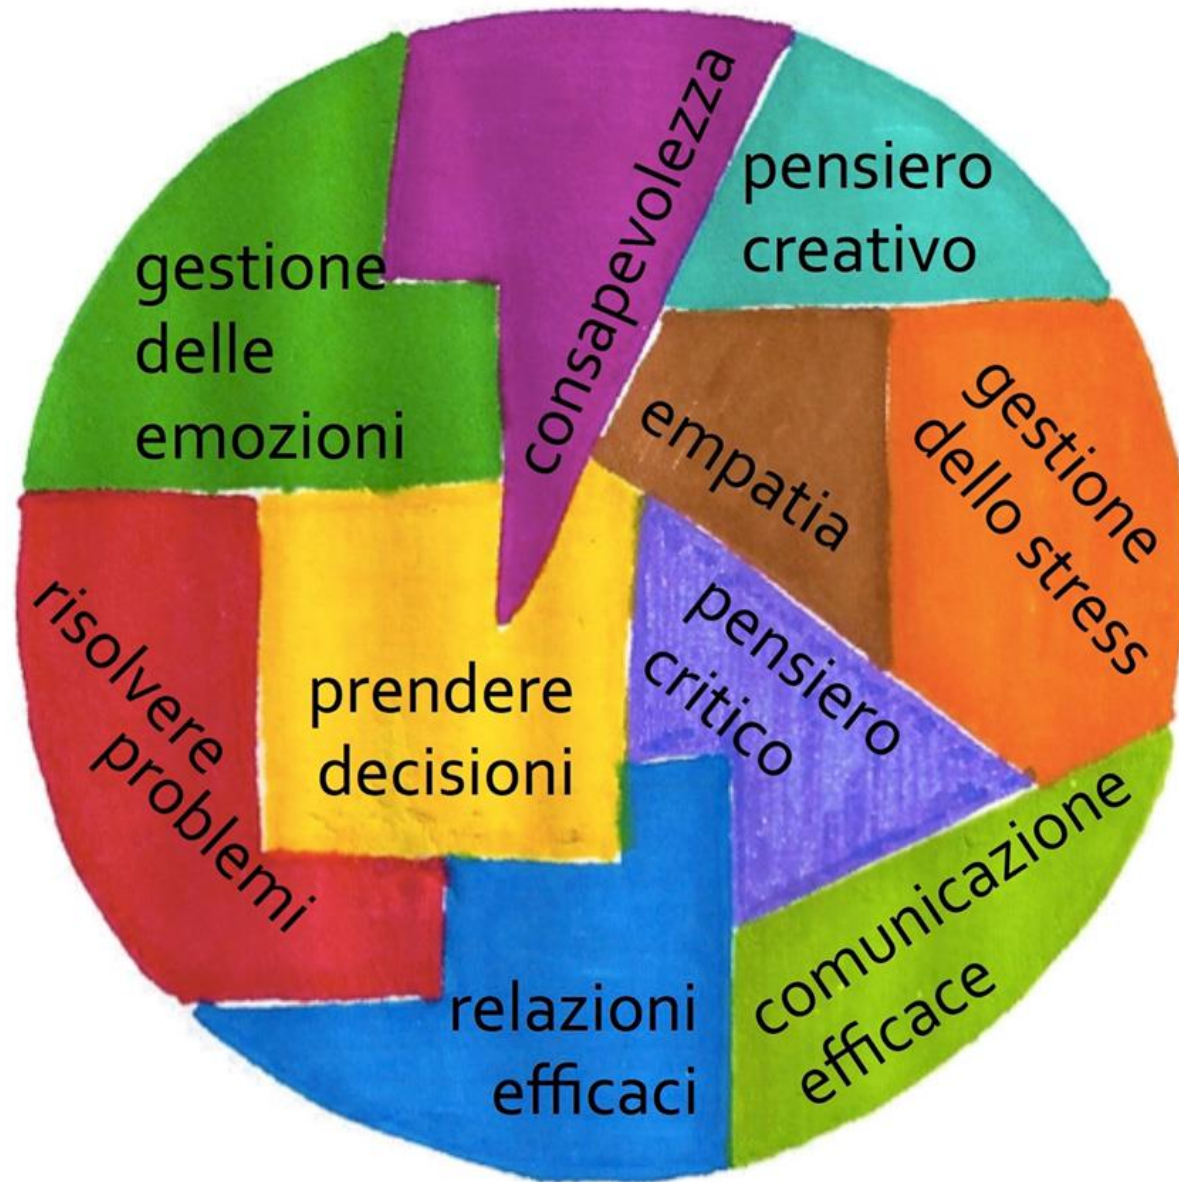 consapevolezza
pensiero
creativo
gestione
delle
emozioni
empatia
gestione
dello stress
risolvere
problemi
prendere
decisioni
pensiero
critico
relazioni
efficaci
comunicazione
efficace